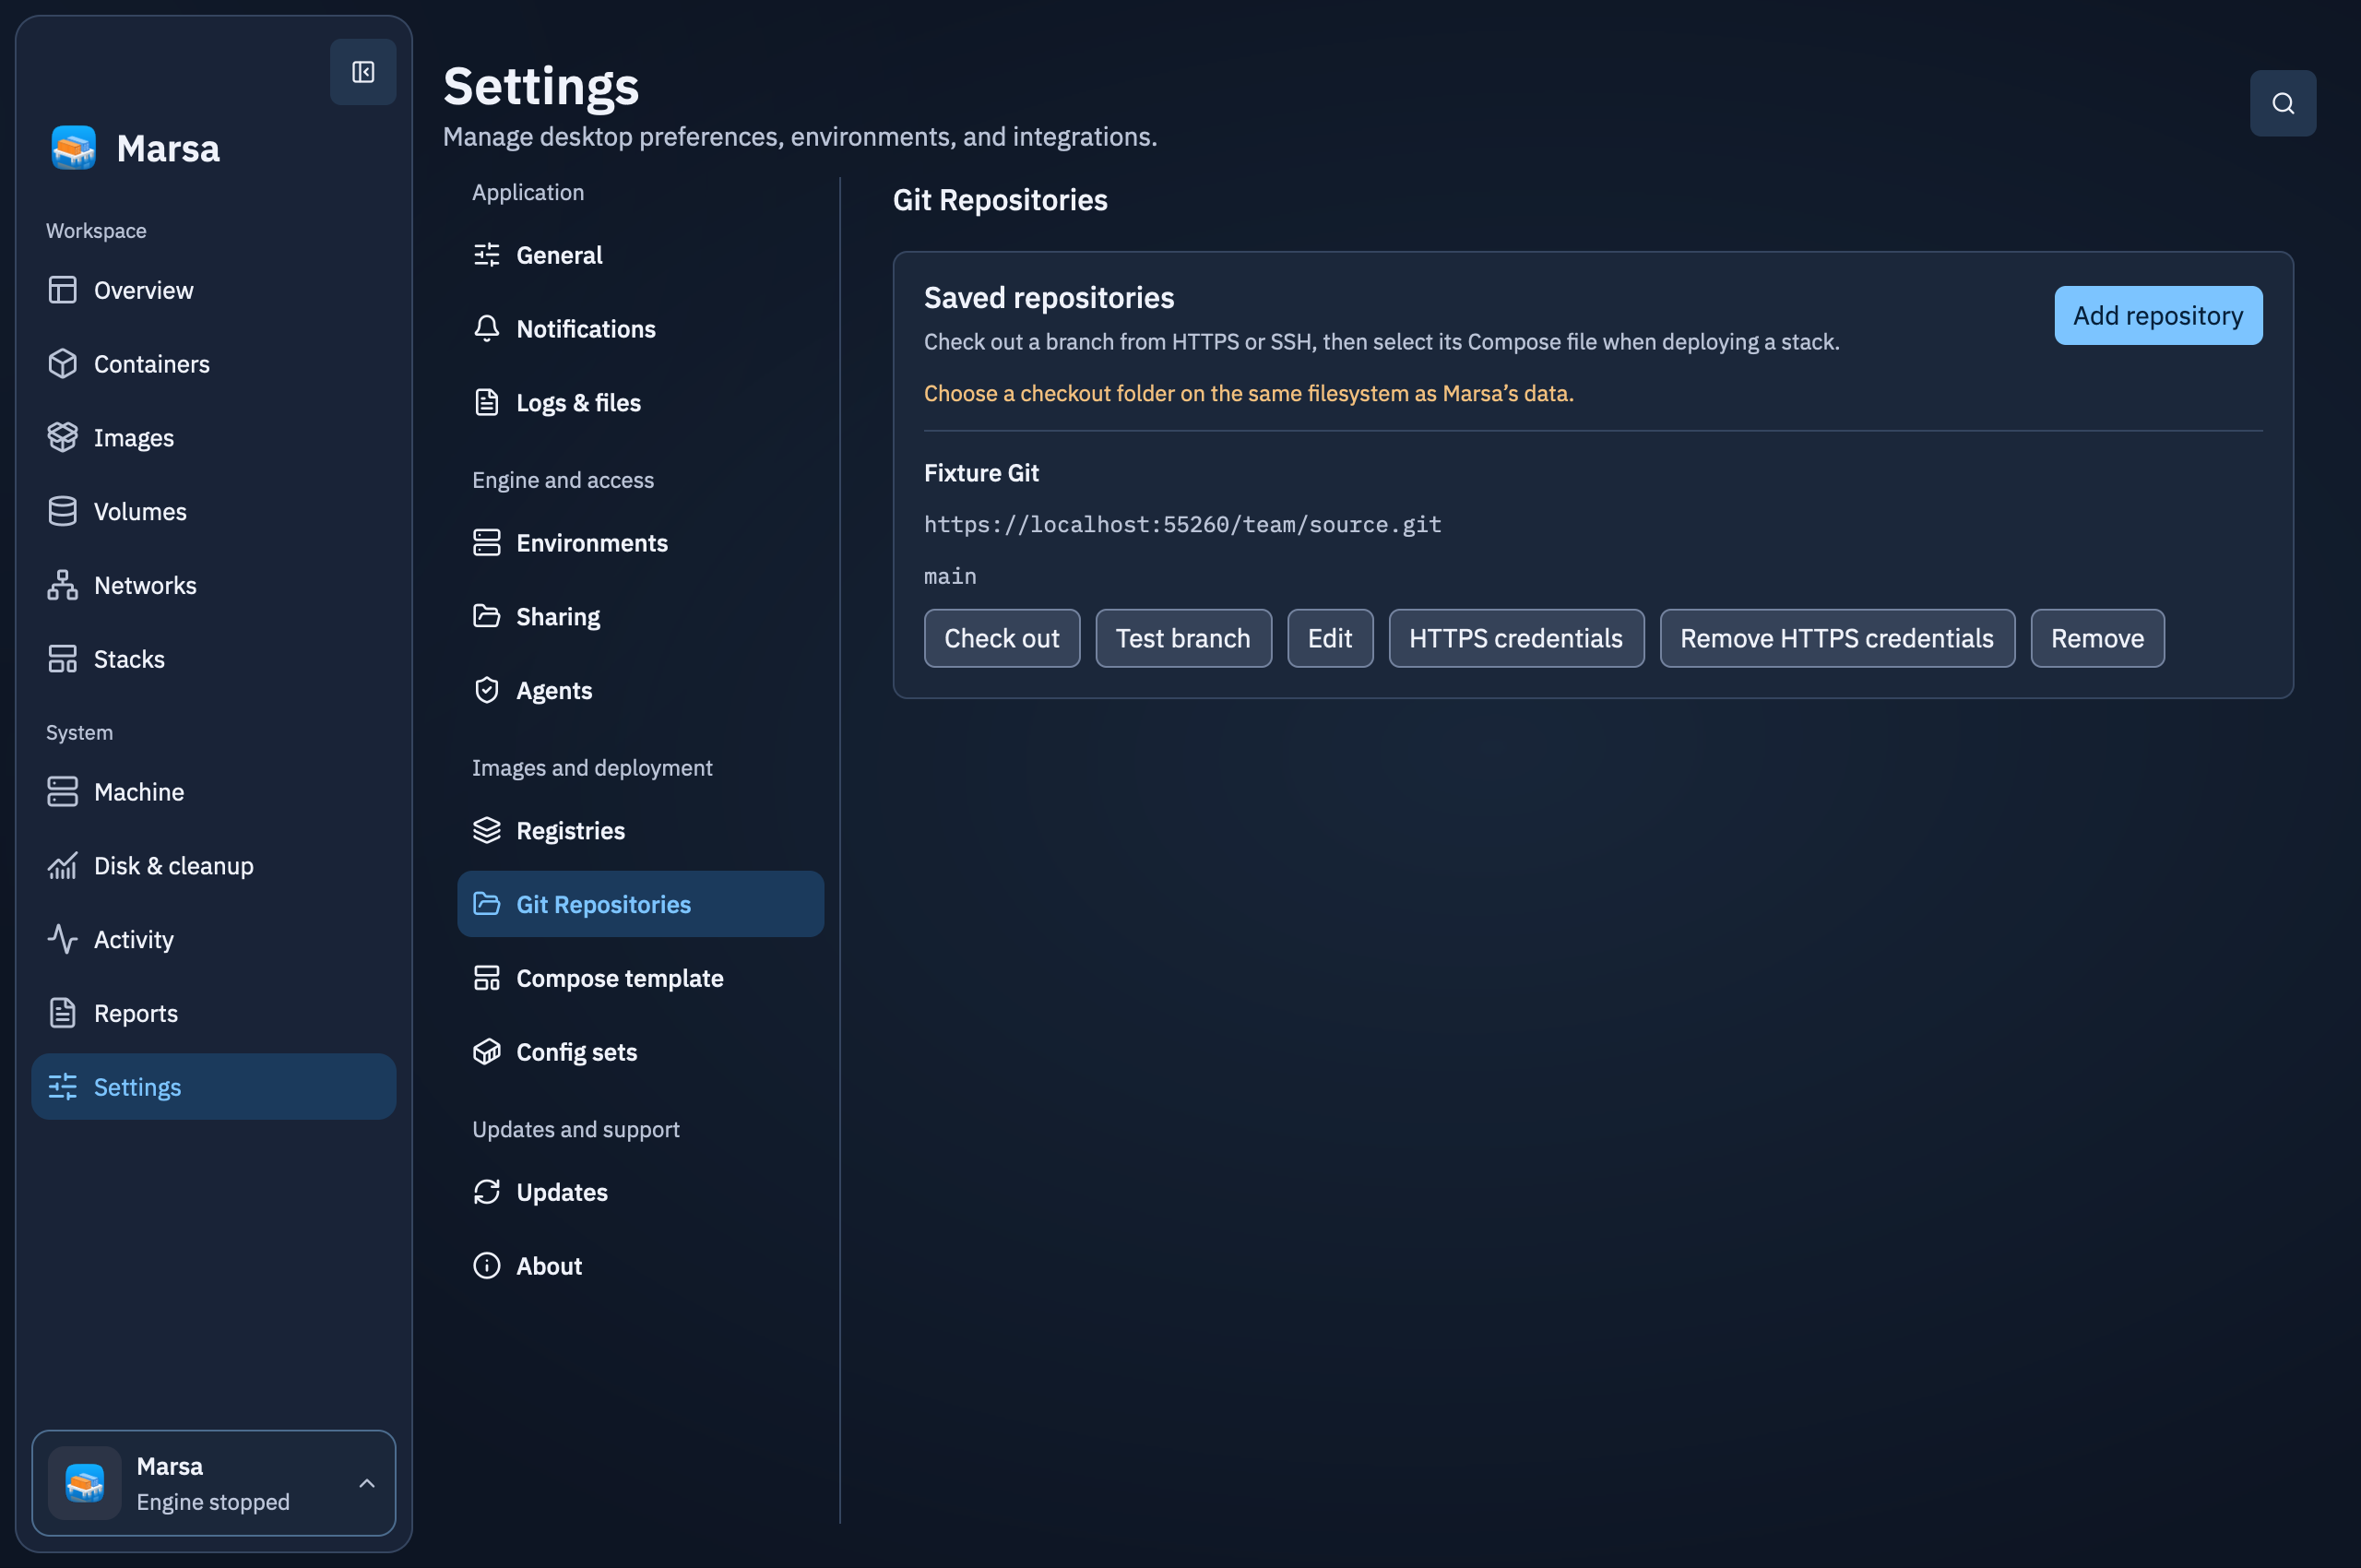 Marsa
Workspace
Overview
Containers
Images
Volumes
Networks
Stacks
System
Machine
Disk & cleanup
Activity
Reports
Settings
Marsa
Engine stopped
Settings
Manage desktop preferences, environments, and integrations.
Application
General
Notifications
Logs & files
Engine and access
Environments
Sharing
Agents
Images and deployment
Registries
Git Repositories
Compose template
Config sets
Updates and support
Updates
About
Git Repositories
Saved repositories
Add repository
Check out a branch from HTTPS or SSH, then select its Compose file when deploying a stack.
Choose a checkout folder on the same filesystem as Marsa’s data.
Fixture Git
https://localhost:55260/team/source.git
main
Check out Test branch Edit HTTPS credentials Remove HTTPS credentials Remove